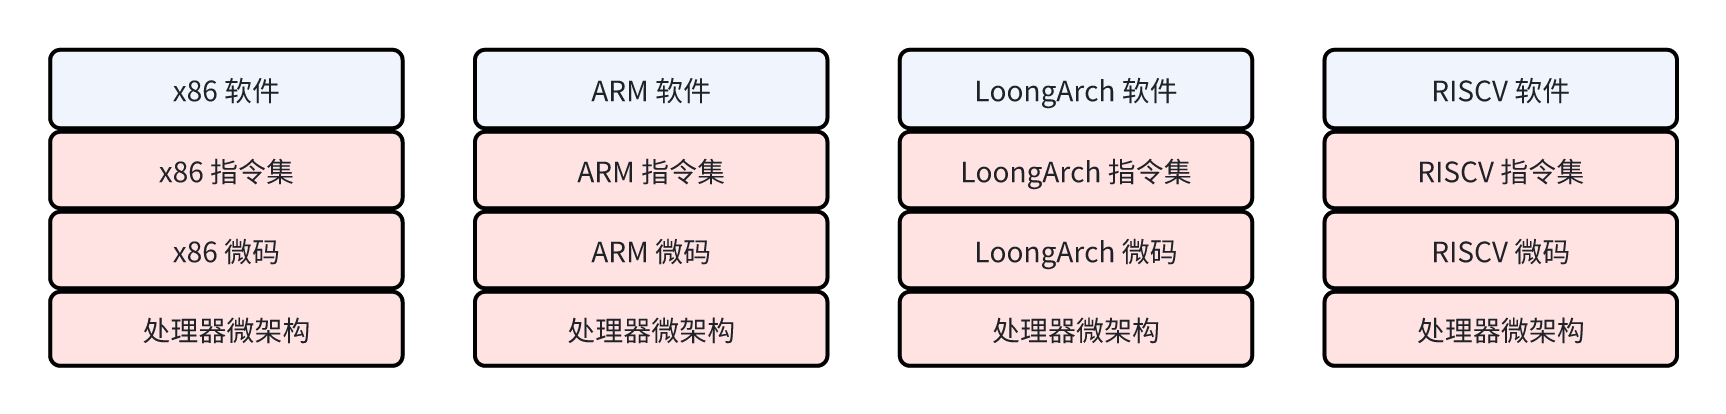 x86 软件
ARM 软件
LoongArch 软件
RISCV 软件
x86 指令集
ARM 指令集
LoongArch 指令集
RISCV 指令集
x86 微码
ARM 微码
LoongArch 微码
RISCV 微码
处理器微架构
处理器微架构
处理器微架构
处理器微架构